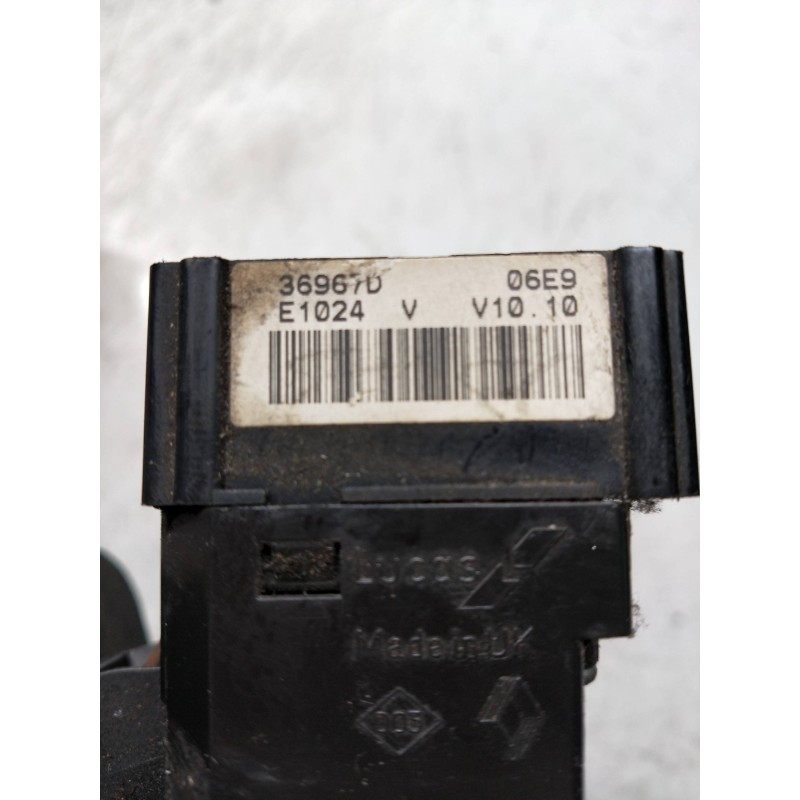 36967D 06E9
E1024 V V10.10
Lucas
Made in UK